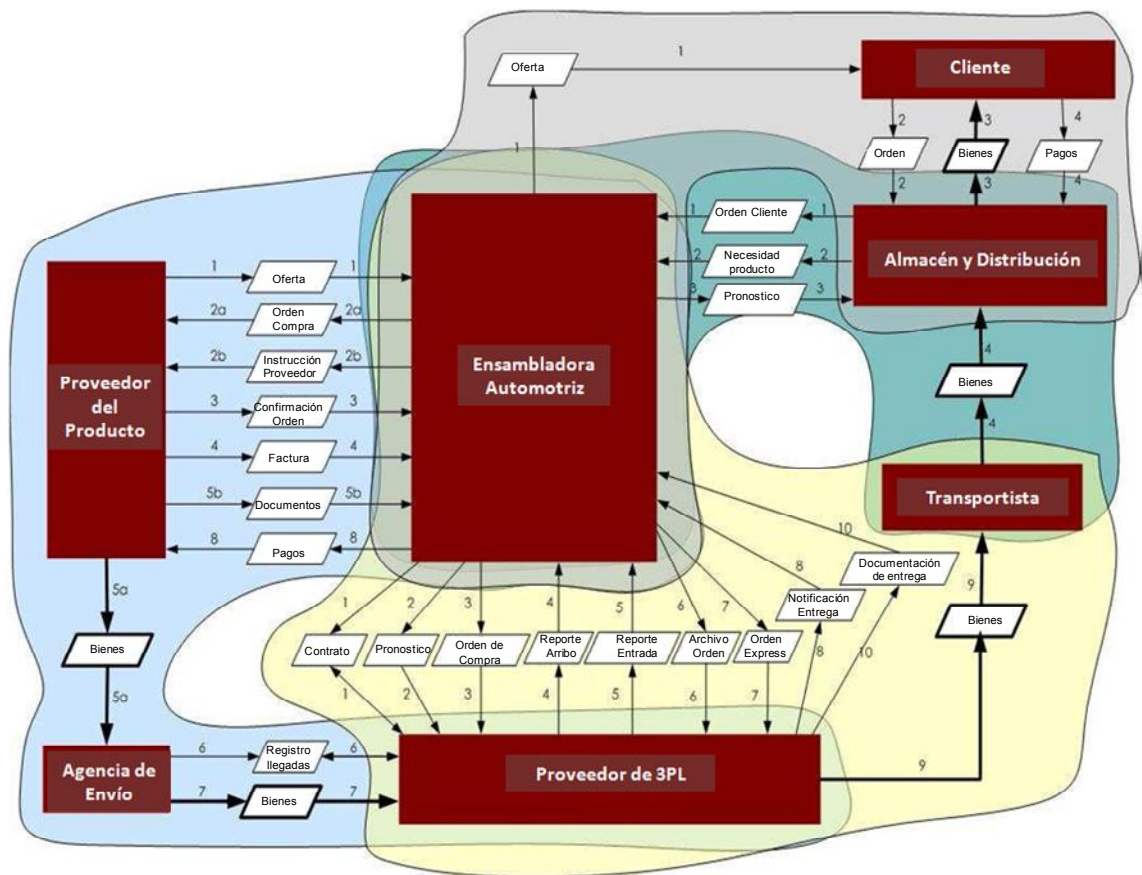 Oferta
1
Cliente
1
2
3
4
Orden
Bienes
Pagos
2
3
4
1
Orden Cliente
1
2
Necesidad
producto
2
3
Pronostico
3
Almacén y Distribución
1
Oferta
1
2a
Orden
Compra
2a
2b
Instrucción
Proveedor
2b
3
Confirmación
Orden
3
4
Factura
4
5b
Documentos
5b
8
Pagos
8
Proveedor
del
Producto
Ensambladora
Automotriz
4
Bienes
4
Transportista
5a
Bienes
5a
1
2
3
4
5
6
7
8
10
Contrato
Pronostico
Orden de
Compra
Reporte
Arribo
Reporte
Entrada
Archivo
Orden
Orden
Express
Notificación
Entrega
Documentación
de entrega
1
2
3
4
5
6
7
8
10
9
Bienes
9
Agencia de
Envío
6
Registro
llegadas
6
7
Bienes
7
Proveedor de 3PL